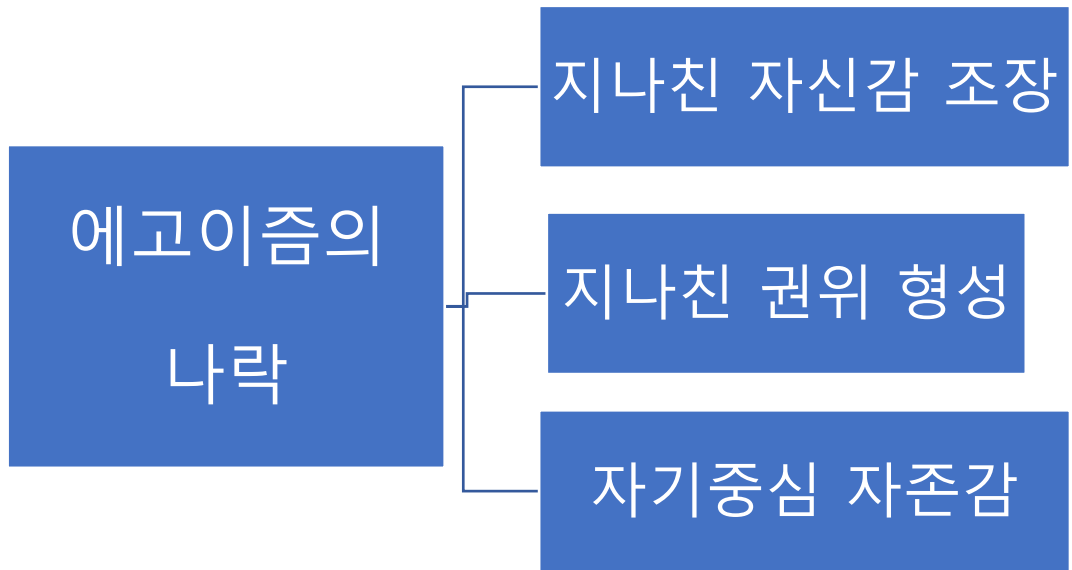 에고이즘의
나락
지나친 자신감 조장
지나친 권위 형성
자기중심 자존감